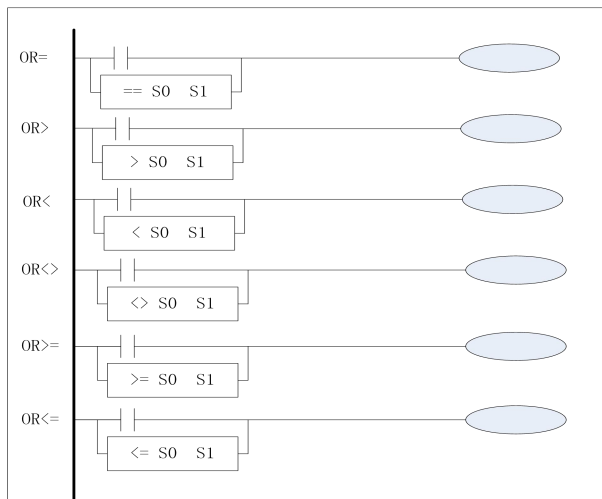 OR=
== S0 S1
OR>
> S0 S1
OR<
< S0 S1
OR<>
<> S0 S1
OR>=
>= S0 S1
OR<=
<= S0 S1